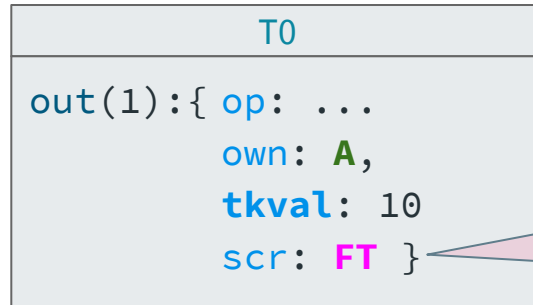 T0
out(1):{ op: ...
own: A,
tkval: 10
scr: FT }